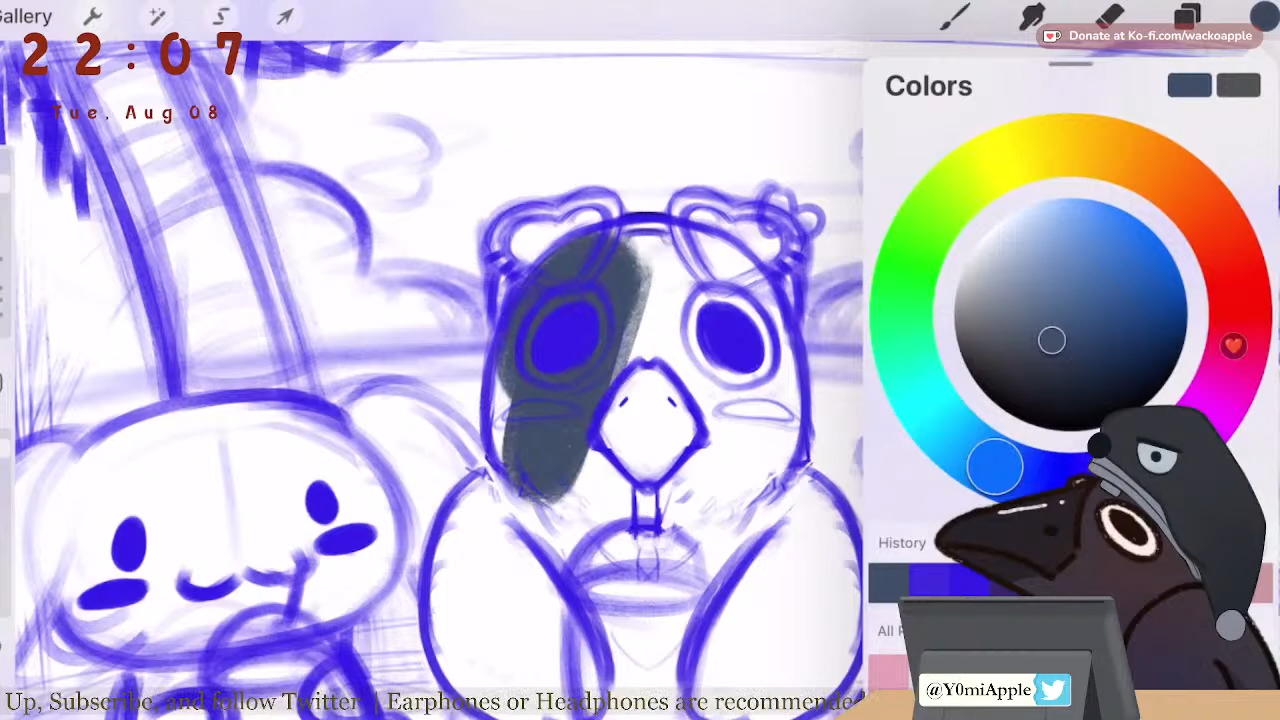 Gallery
22:07
Tue, Aug 08
Donate at Ko-fi.com/wackoapple
Colors
History
All
@Y0miApple
Up, Subscribe, and follow Twitter | Earphones or Headphones are recommende